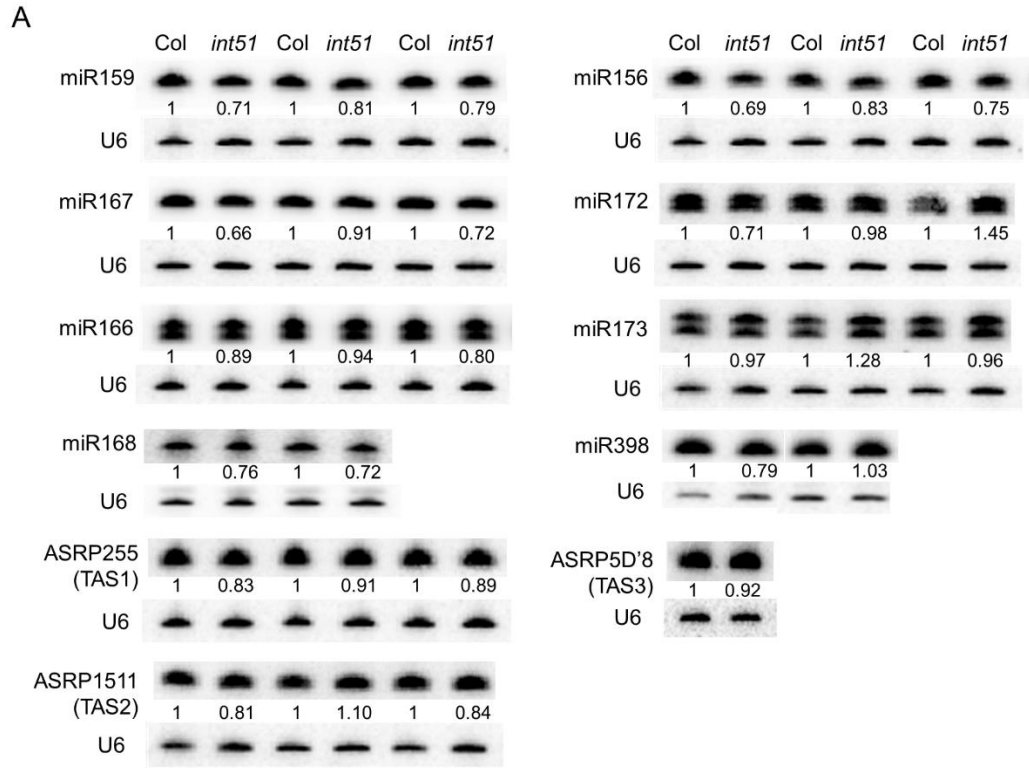 A
Col int51 Col int51 Col int51
miR159
1 0.71 1 0.81 1 0.79
U6
miR167
1 0.66 1 0.91 1 0.72
U6
miR166
1 0.89 1 0.94 1 0.80
U6
miR168
1 0.76 1 0.72
U6
ASRP255
(TAS1)
1 0.83 1 0.91 1 0.89
U6
ASRP1511
(TAS2)
1 0.81 1 1.10 1 0.84
U6
Col int51 Col int51 Col int51
miR156
1 0.69 1 0.83 1 0.75
U6
miR172
1 0.71 1 0.98 1 1.45
U6
miR173
1 0.97 1 1.28 1 0.96
U6
miR398
1 0.79 1 1.03
U6
ASRP5D'8
(TAS3)
1 0.92
U6